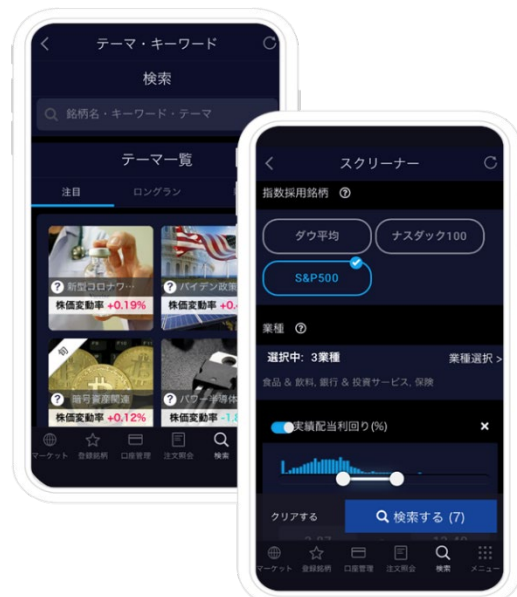 テーマ・キーワード
検索
銘柄名・キーワード・テーマ
テーマ一覧
注目
ロングラン
新型コロナワ…
株価変動率 +0.19%
バイデン政策
株価変動率 +0.
旬
暗号資産関連
株価変動率 +0.12%
パワー半導体
株価変動率 -1.
マーケット
登録銘柄
口座管理
注文照会
検索
スクリーナー
指数採用銘柄
ダウ平均
ナスダック100
S&P500
業種
選択中: 3業種
業種選択 >
食品 & 飲料, 銀行 & 投資サービス, 保険
実績配当利回り(%)
クリアする
検索する (7)
マーケット
登録銘柄
口座管理
注文照会
検索
メニュー